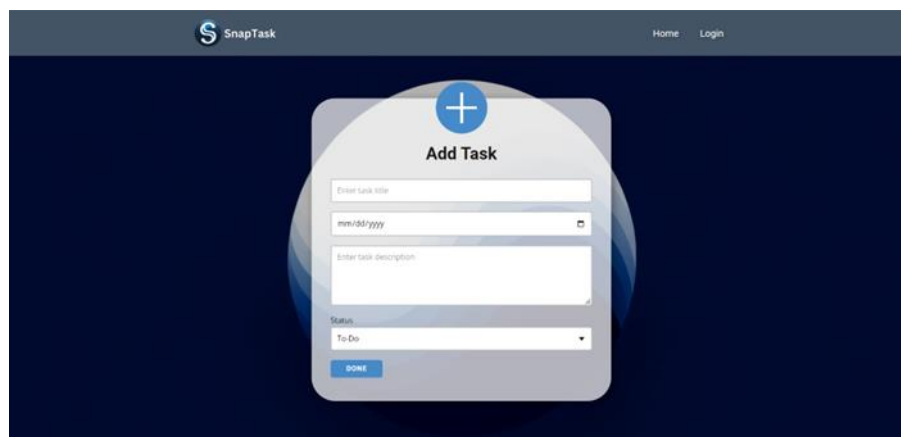 SnapTask
Home Login
Add Task
Enter task title
mm/dd/yyyy
Enter task description
Status
To-Do
DONE